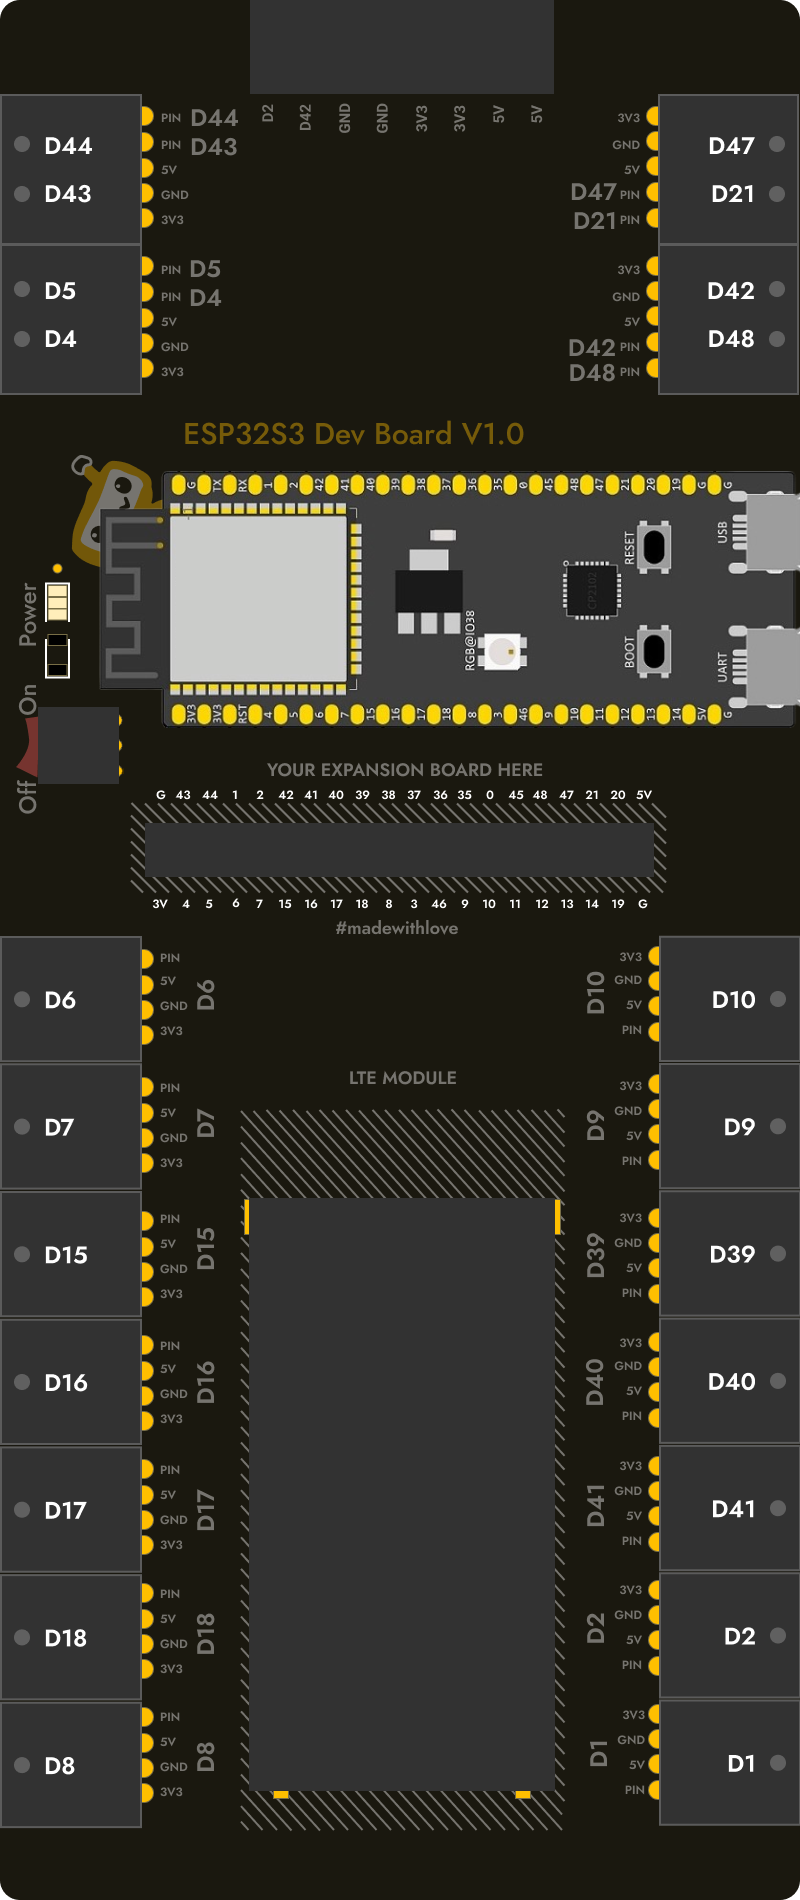 D2 D42 GND GND 3V3 3V3 5V 5V
D44
D43
PIN D44
PIN D43
5V
GND
3V3
3V3
GND
5V
D47 PIN
D21 PIN
D47
D21
D5
D4
PIN D5
PIN D4
5V
GND
3V3
3V3
GND
5V
D42 PIN
D48 PIN
D42
D48
ESP32S3 Dev Board V1.0
G TX RX 1 2 42 41 40 39 38 37 36 35 0 45 48 47 21 20 19 G G
RESET
USB
CP2102
RGB@IO38
BOOT
UART
3V3 3V3 RST 4 5 6 7 15 16 17 18 8 3 46 9 10 11 12 13 14 5V G
Power
On
Off
YOUR EXPANSION BOARD HERE
G 43 44 1 2 42 41 40 39 38 37 36 35 0 45 48 47 21 20 5V
3V 4 5 6 7 15 16 17 18 8 3 46 9 10 11 12 13 14 19 G
#madewithlove
D6
PIN
5V
GND
3V3
D6
D10
3V3
GND
5V
PIN
D10
LTE MODULE
D7
PIN
5V
GND
3V3
D7
D9
3V3
GND
5V
PIN
D9
D15
PIN
5V
GND
3V3
D15
D39
3V3
GND
5V
PIN
D39
D16
PIN
5V
GND
3V3
D16
D40
3V3
GND
5V
PIN
D40
D17
PIN
5V
GND
3V3
D17
D41
3V3
GND
5V
PIN
D41
D18
PIN
5V
GND
3V3
D18
D2
3V3
GND
5V
PIN
D2
D8
PIN
5V
GND
3V3
D8
D1
3V3
GND
5V
PIN
D1